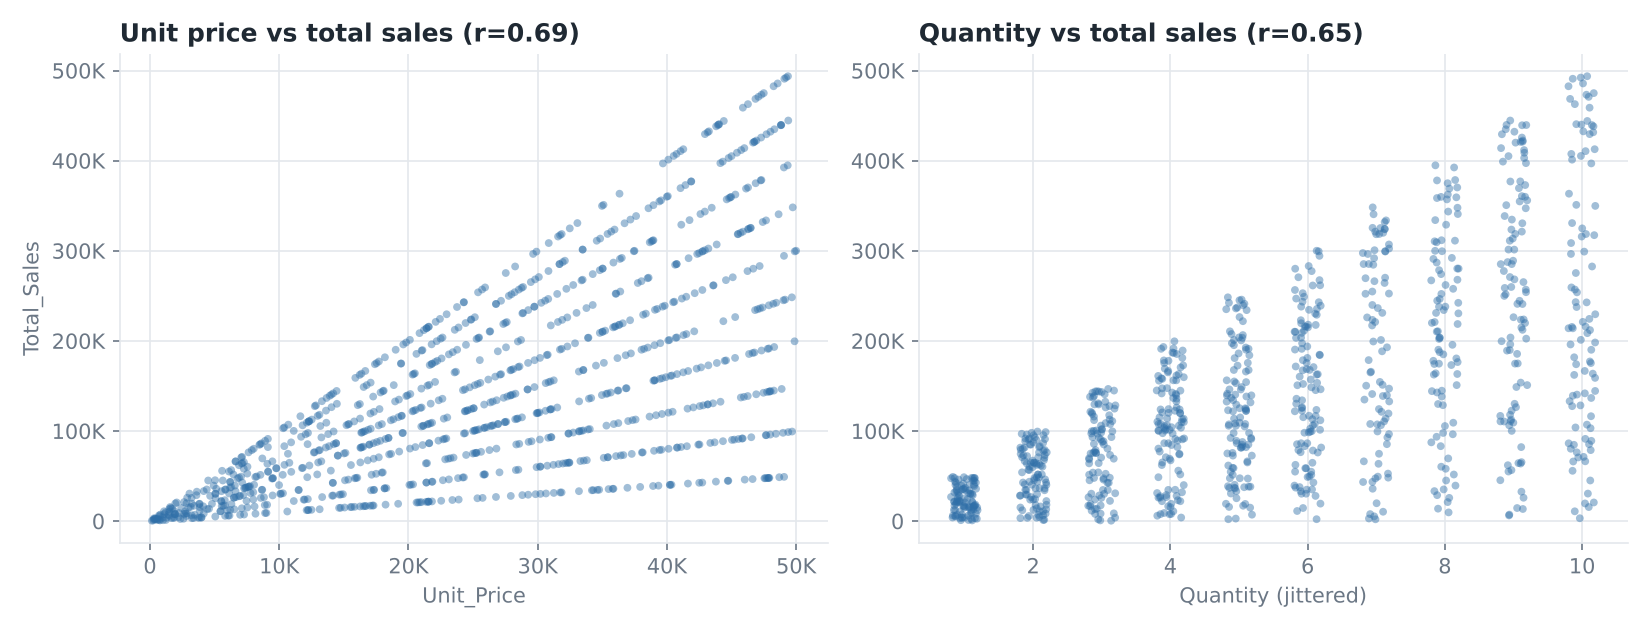 Unit price vs total sales (r=0.69)
Total_Sales
500K
400K
300K
200K
100K
0
0 10K 20K 30K 40K 50K
Unit_Price
Quantity vs total sales (r=0.65)
500K
400K
300K
200K
100K
0
2 4 6 8 10
Quantity (jittered)